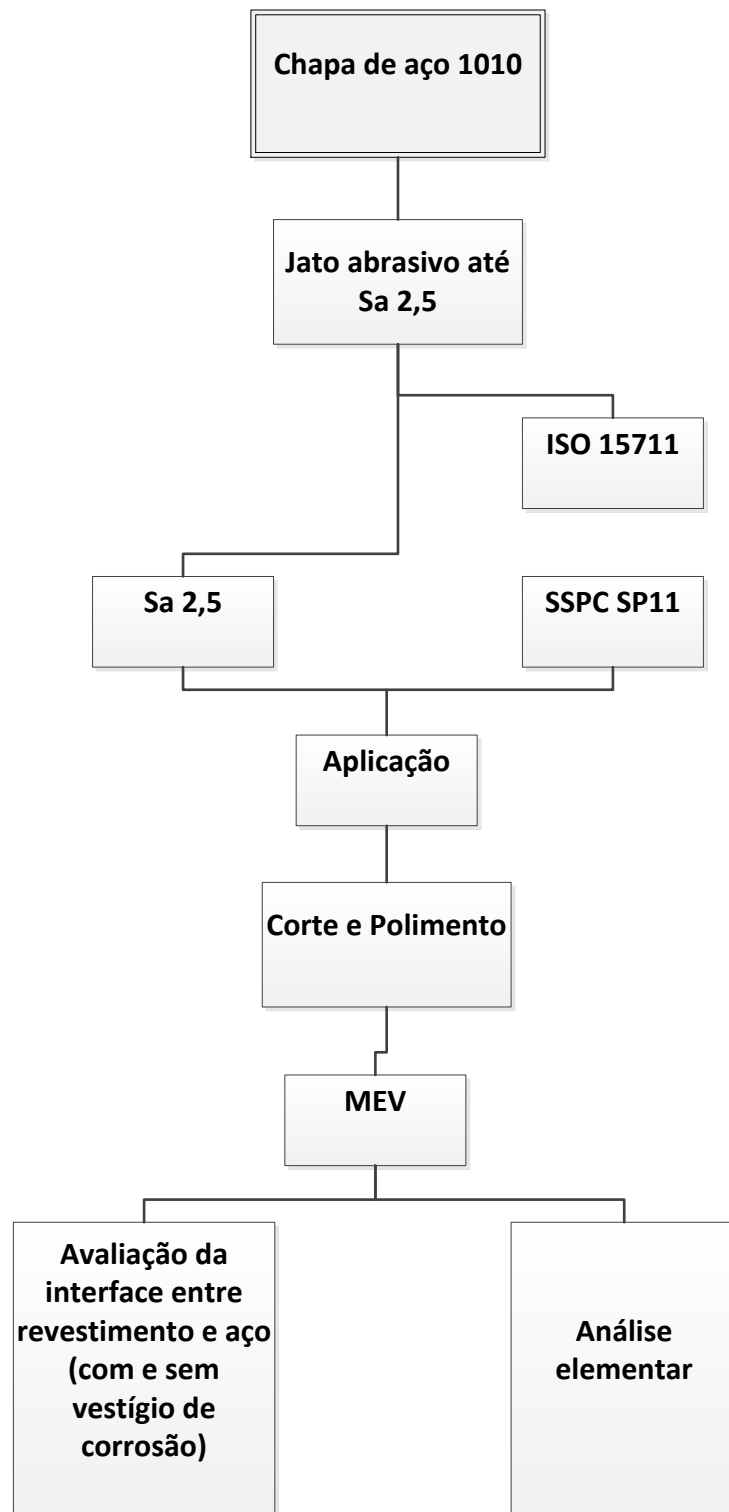 Chapa de aço 1010
Jato abrasivo até
Sa 2,5
ISO 15711
Sa 2,5
SSPC SP11
Aplicação
Corte e Polimento
MEV
Avaliação da
interface entre
revestimento e aço
(com e sem
vestígio de
corrosão)
Análise
elementar